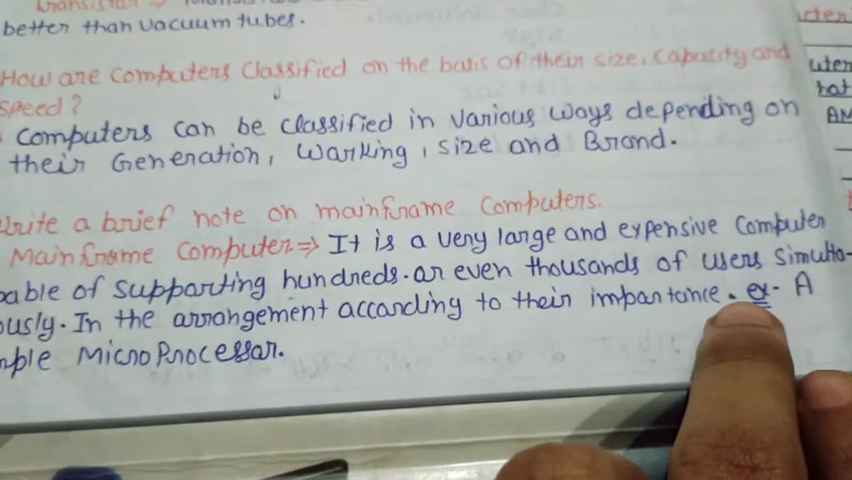 better than vacuum tubes.
How are computers classified on the basis of their size, capacity and
speed?
computers can be classified in various ways depending on
their Generation, Working, size and Brand.
Write a brief note on mainframe computers.
Mainframe computer⇒ It is a very large and expensive computer
pable of supporting hundreds.or even thousands of users simulta-
ously. In the arrangement according to their importance. ex- A
mple MicroProcessor.